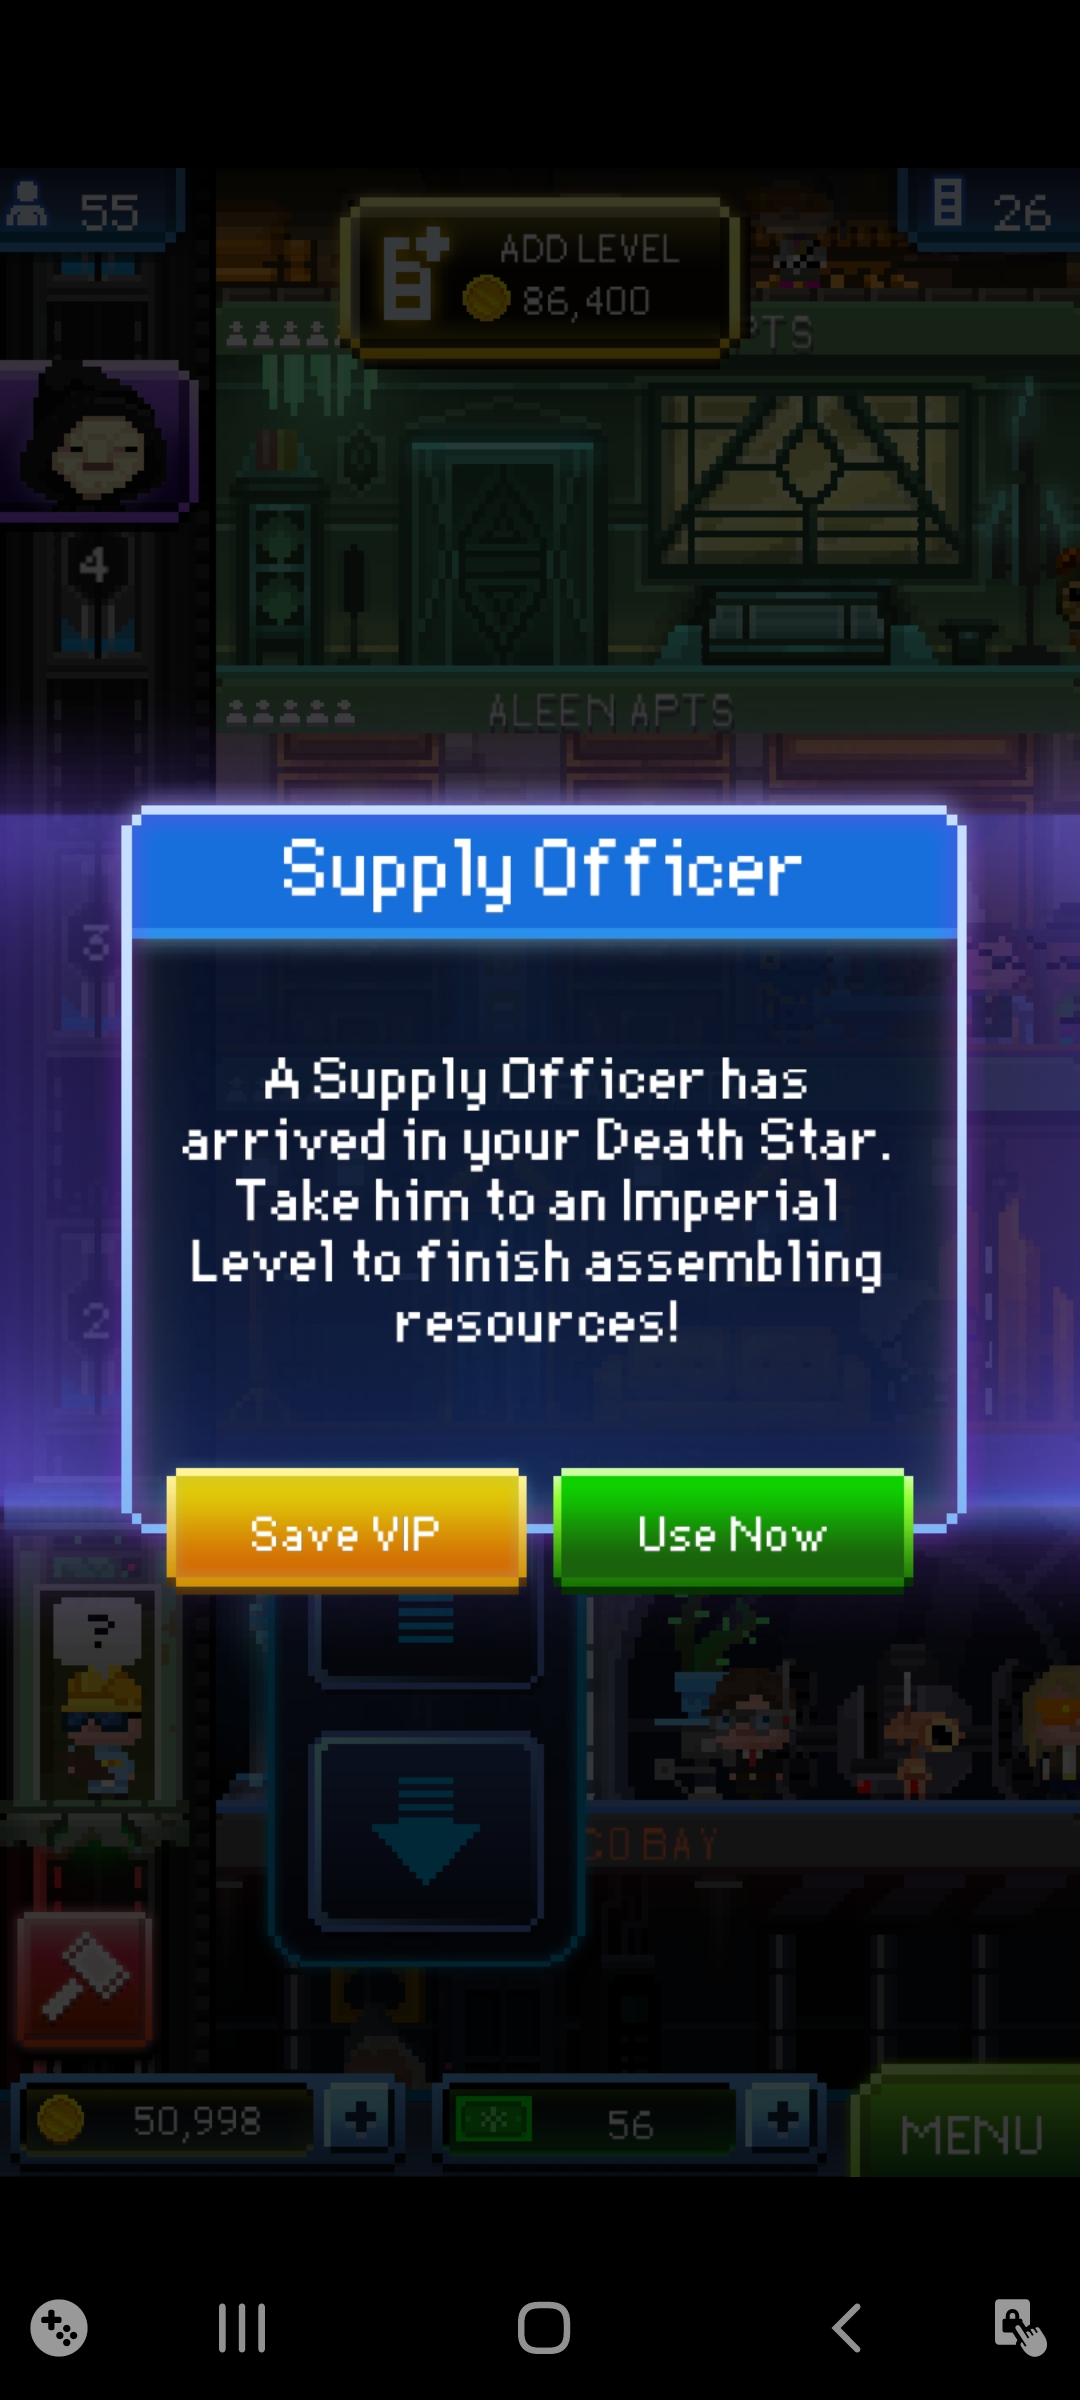 55
ADD LEVEL
86,400
26
PTS
4
ALEEN APTS
Supply Officer
3
A Supply Officer has
arrived in your Death Star.
Take him to an Imperial
Level to finish assembling
resources!
2
Save VIP
Use Now
?
CO BAY
50,998
+
56
+
MENU